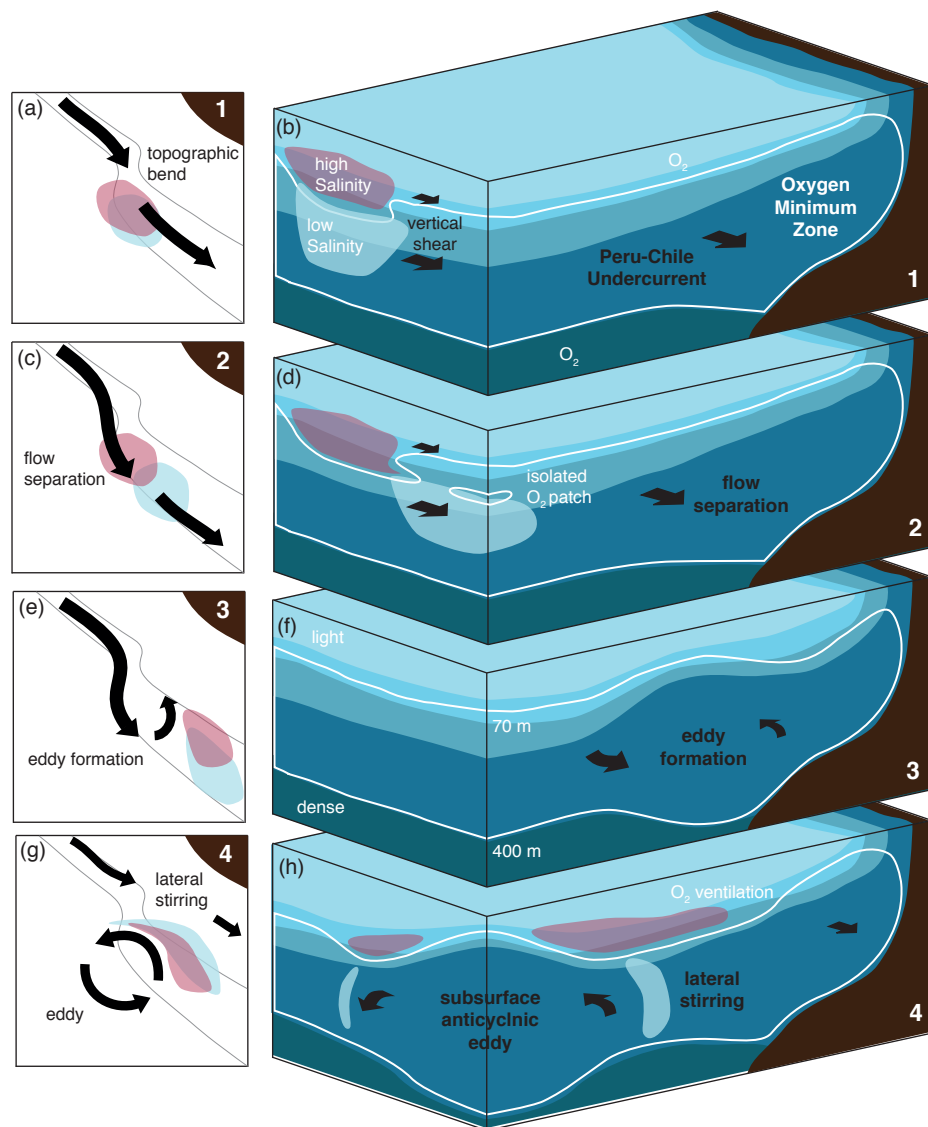 (a)
1
topographic
bend
(b)
high
Salinity
low
Salinity
vertical
shear
O₂
Oxygen
Minimum
Zone
Peru-Chile
Undercurrent
1
O₂
(c)
2
flow
separation
(d)
isolated
O₂ patch
flow
separation
2
(e)
3
eddy formation
(f)
light
70 m
eddy
formation
3
dense
400 m
(g)
4
lateral
stirring
eddy
(h)
O₂ ventilation
lateral
stirring
subsurface
anticyclnic
eddy
4